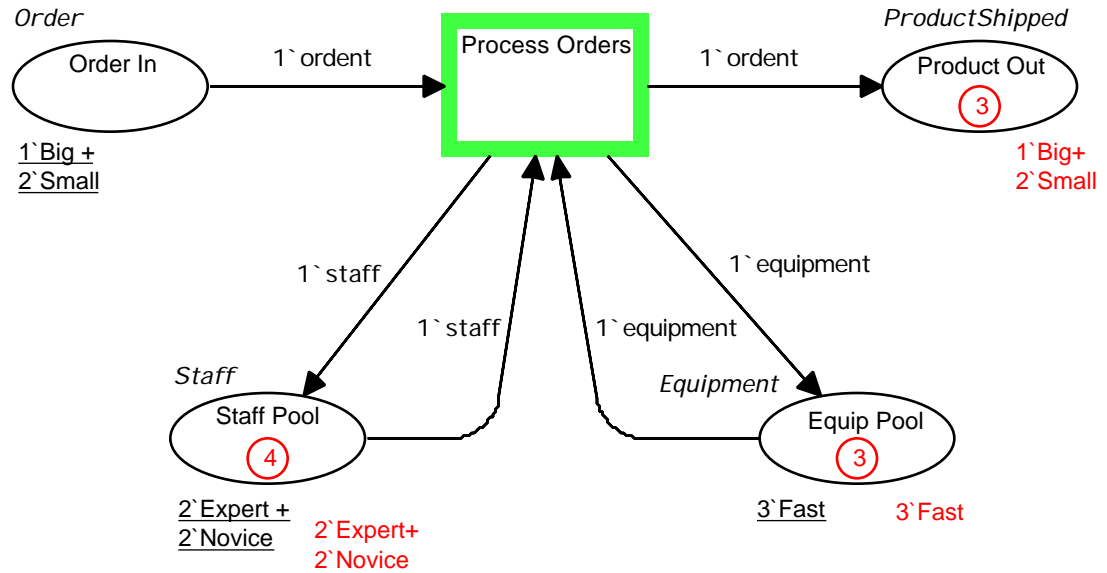 Order
ProductShipped
Order In
1`ordent
Process Orders
1`ordent
Product Out
3
1`Big +
2`Small
1`Big+
2`Small
1`staff
1`equipment
1`staff
1`equipment
Staff
Equipment
Staff Pool
4
Equip Pool
3
2`Expert +
2`Novice
2`Expert+
2`Novice
3`Fast
3`Fast